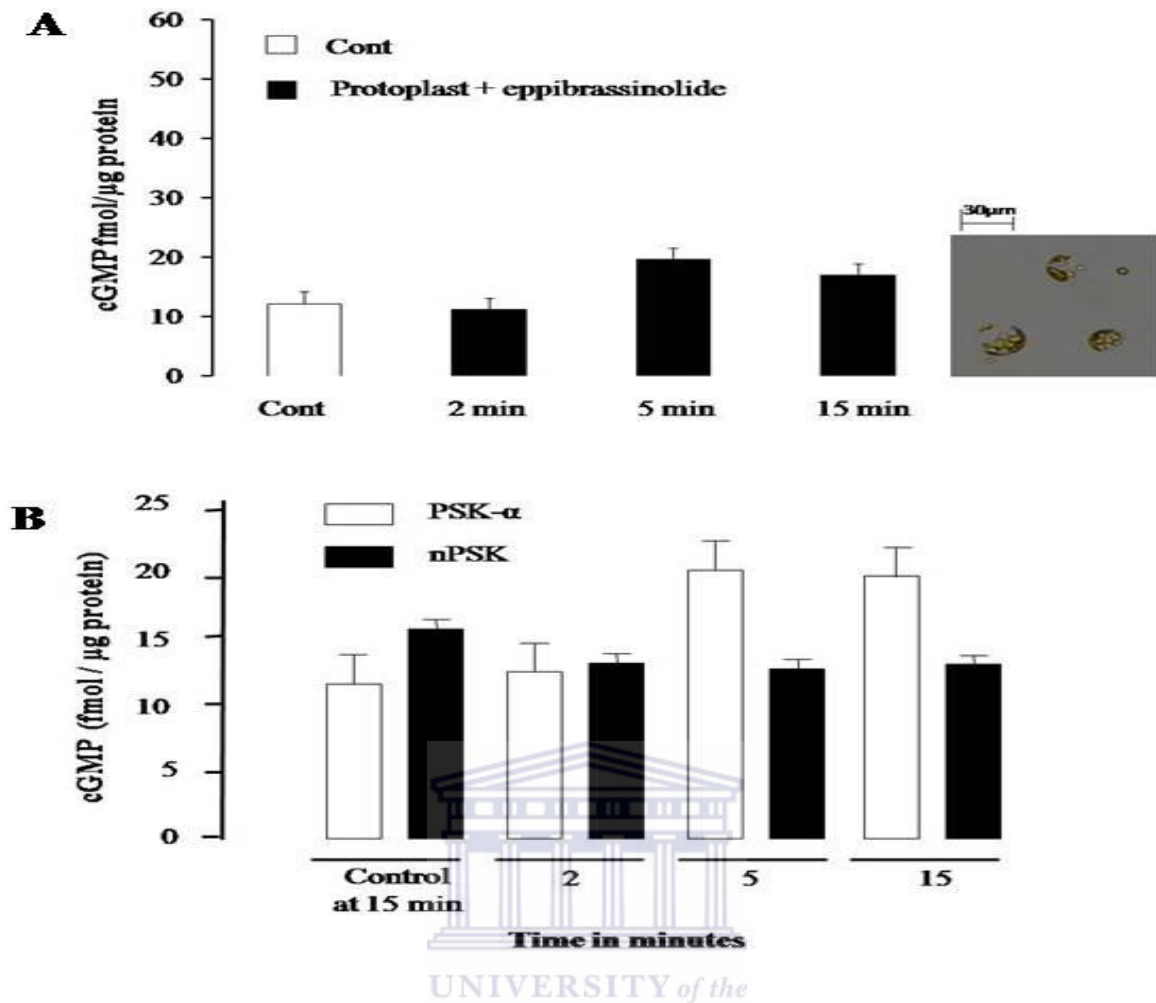 A
60
50
40
30
20
10
0
cGMP fmol/µg protein
Cont
Protoplast + eppibrassinolide
30µm
Cont 2 min 5 min 15 min
B
25
20
15
10
5
0
cGMP (fmol / µg protein)
PSK-α
nPSK
Control 2 5 15
at 15 min
Time in minutes
UNIVERSITY of the